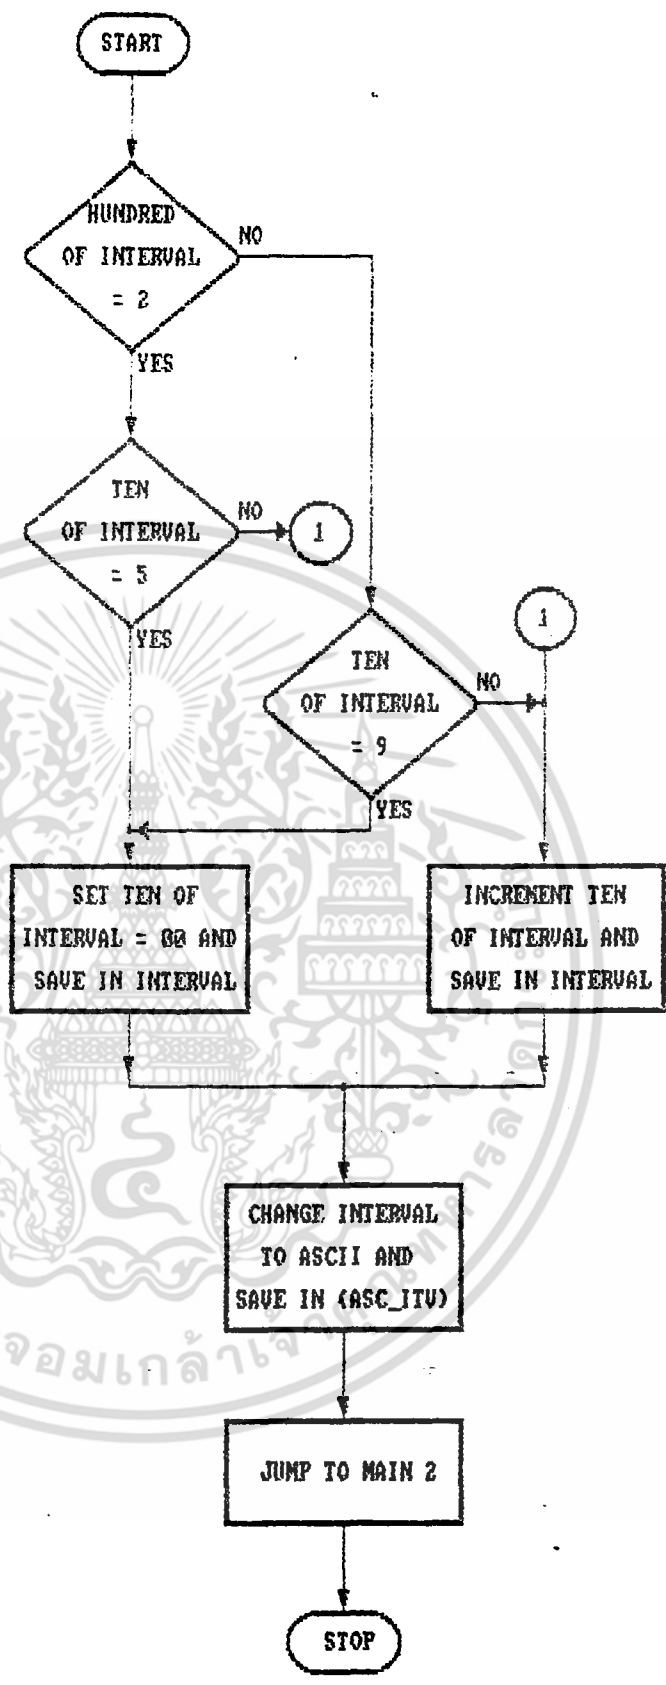 START
HUNDRED
OF INTERVAL
= 2
NO
YES
TEN
OF INTERVAL
= 5
NO
1
YES
1
TEN
OF INTERVAL
= 9
NO
YES
SET TEN OF
INTERVAL = 00 AND
SAVE IN INTERVAL
INCREMENT TEN
OF INTERVAL AND
SAVE IN INTERVAL
CHANGE INTERVAL
TO ASCII AND
SAVE IN (ASC_ITV)
JUMP TO MAIN 2
STOP